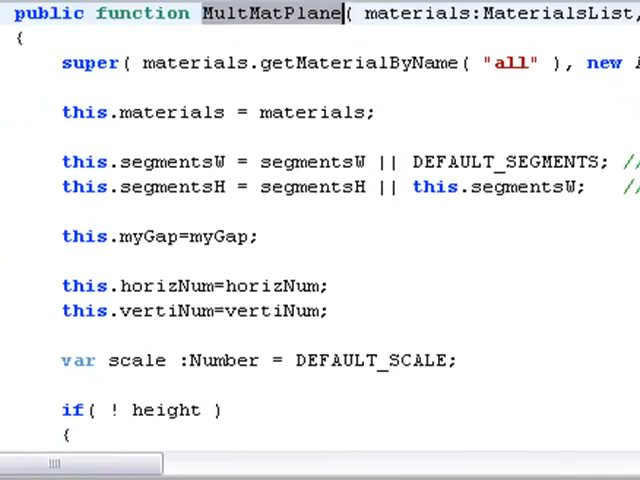 public function MultMatPlane( materials:MaterialsList,
{
super( materials.getMaterialByName( "all" ), new
this.materials = materials;
this.segmentsW = segmentsW || DEFAULT_SEGMENTS; //
this.segmentsH = segmentsH || this.segmentsW; //
this.myGap=myGap;
this.horizNum=horizNum;
this.vertiNum=vertiNum;
var scale :Number = DEFAULT_SCALE;
if( ! height )
{